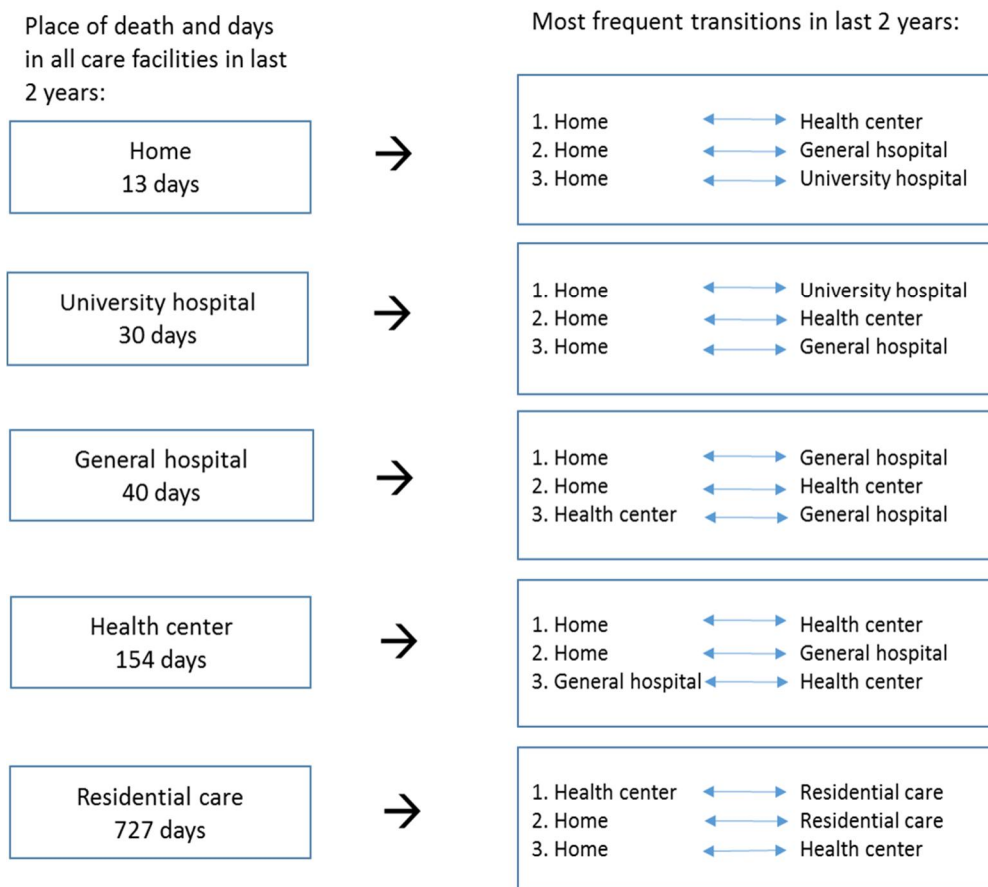 Place of death and days
in all care facilities in last
2 years:
Most frequent transitions in last 2 years:
Home
13 days
1. Home Health center
2. Home General hsopital
3. Home University hospital
University hospital
30 days
1. Home University hospital
2. Home Health center
3. Home General hospital
General hospital
40 days
1. Home General hospital
2. Home Health center
3. Health center General hospital
Health center
154 days
1. Home Health center
2. Home General hospital
3. General hospital Health center
Residential care
727 days
1. Health center Residential care
2. Home Residential care
3. Home Health center